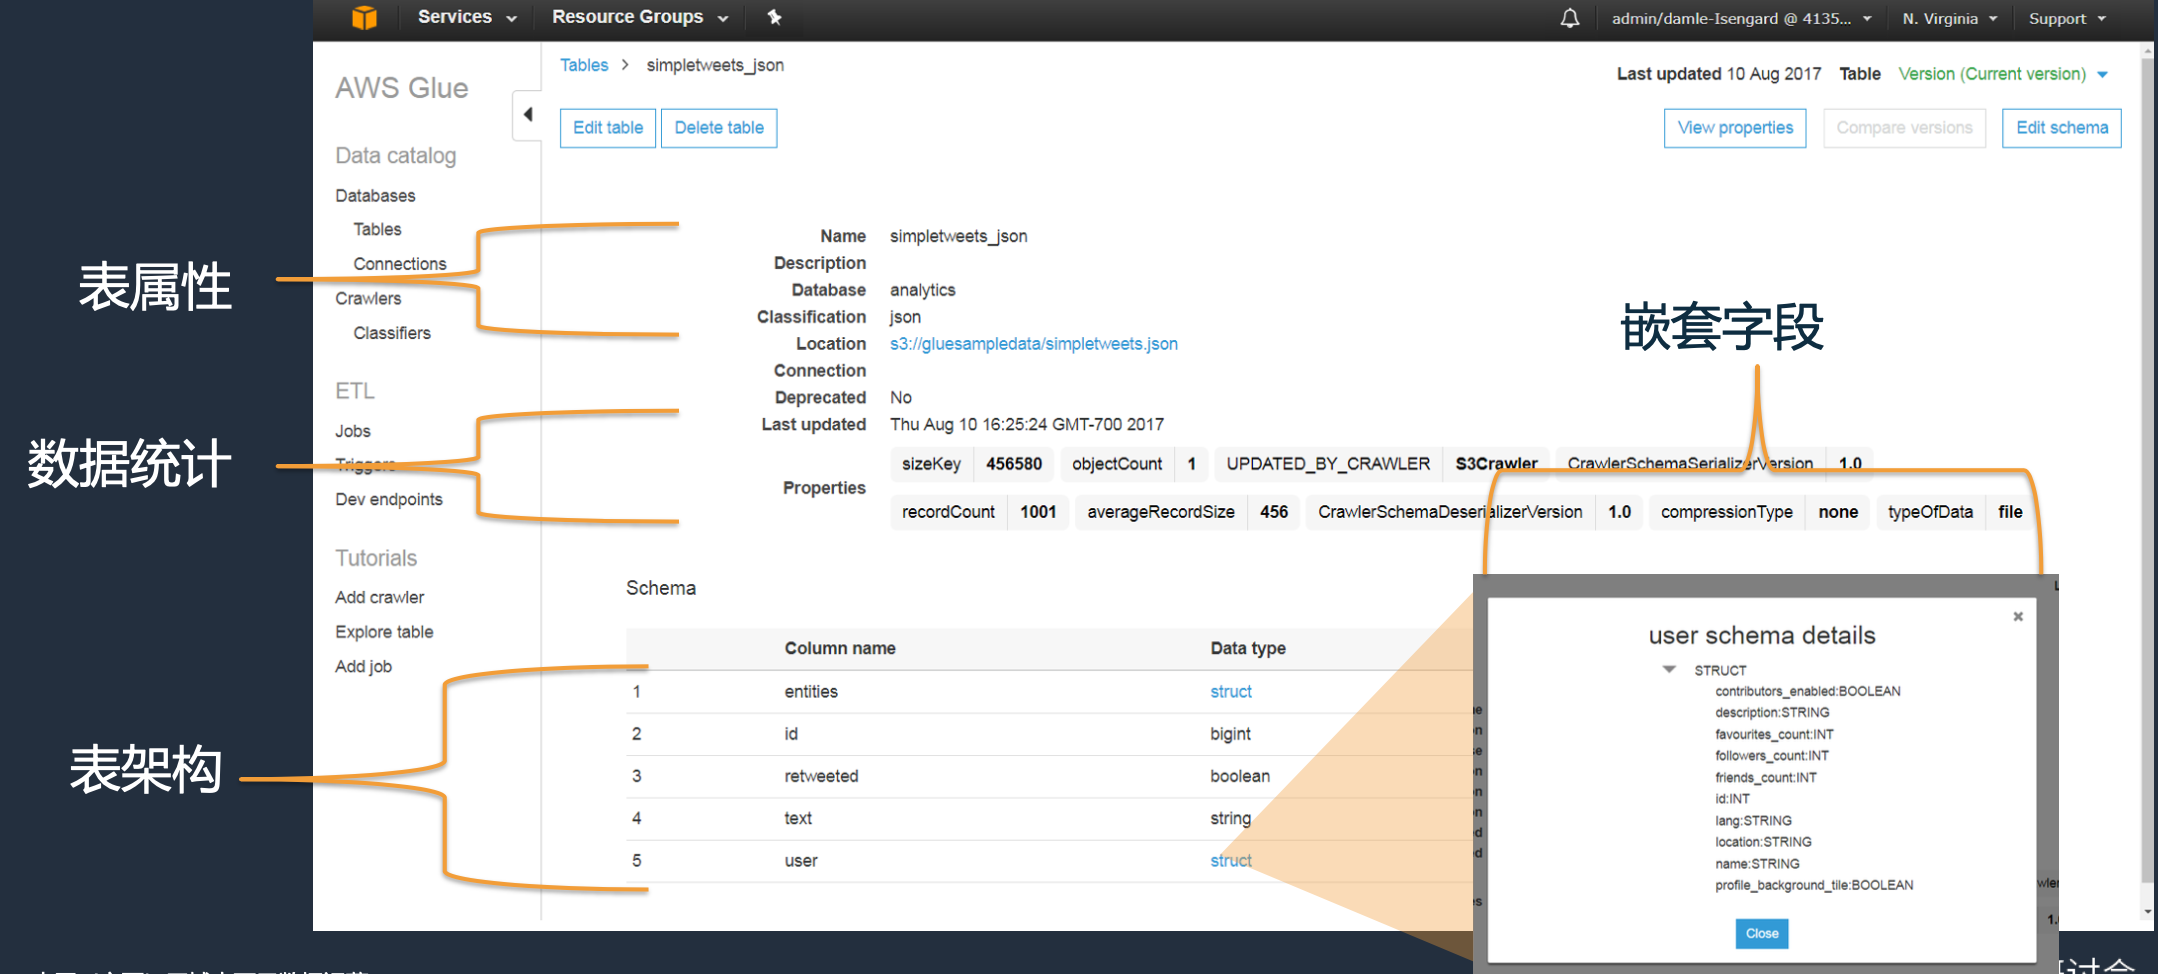 Services
Resource Groups
admin/damle-Isengard @ 4135...
N. Virginia
Support
AWS Glue
Data catalog
Databases
Tables
Connections
Crawlers
Classifiers
ETL
Jobs
Triggers
Dev endpoints
Tutorials
Add crawler
Explore table
Add job
表属性
数据统计
表架构
嵌套字段
Tables > simpletweets_json
Last updated 10 Aug 2017 Table Version (Current version)
Edit table
Delete table
View properties
Compare versions
Edit schema
Name simpletweets_json
Description
Database analytics
Classification json
Location s3://gluesampledata/simpletweets.json
Connection
Deprecated No
Last updated Thu Aug 10 16:25:24 GMT-700 2017
Properties
sizeKey 456580 objectCount 1 UPDATED_BY_CRAWLER S3Crawler CrawlerSchemaSerializerVersion 1.0
recordCount 1001 averageRecordSize 456 CrawlerSchemaDeserializerVersion 1.0 compressionType none typeOfData file
Schema
Column name Data type
1 entities struct
2 id bigint
3 retweeted boolean
4 text string
5 user struct
user schema details
STRUCT
contributors_enabled:BOOLEAN
description:STRING
favourites_count:INT
followers_count:INT
friends_count:INT
id:INT
lang:STRING
location:STRING
name:STRING
profile_background_tile:BOOLEAN
Close